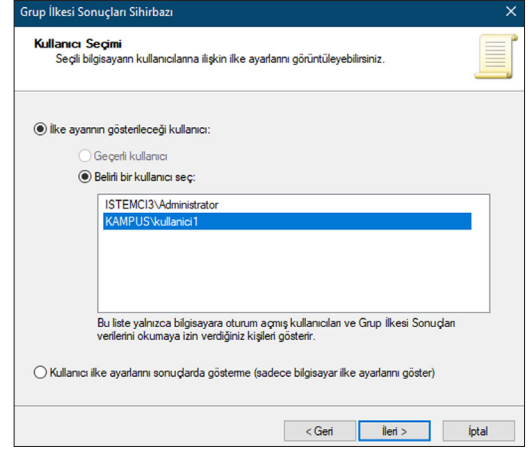 Grup İlkesi Sonuçları Sihirbazı
Kullanıcı Seçimi
Seçili bilgisayarın kullanıcılarına ilişkin ilke ayarlarını görüntüleyebilirsiniz.
İlke ayarının gösterileceği kullanıcı:
Geçerli kullanıcı
Belirli bir kullanıcı seç:
ISTEMCI3\Administrator
KAMPUS\kullanici1
Bu liste yalnızca bilgisayara oturum açmış kullanıcıları ve Grup İlkesi Sonuçları
verilerini okumaya izin verdiğiniz kişileri gösterir.
Kullanıcı ilke ayarlarını sonuçlarda gösterme (sadece bilgisayar ilke ayarlarını göster)
< Geri İleri > İptal